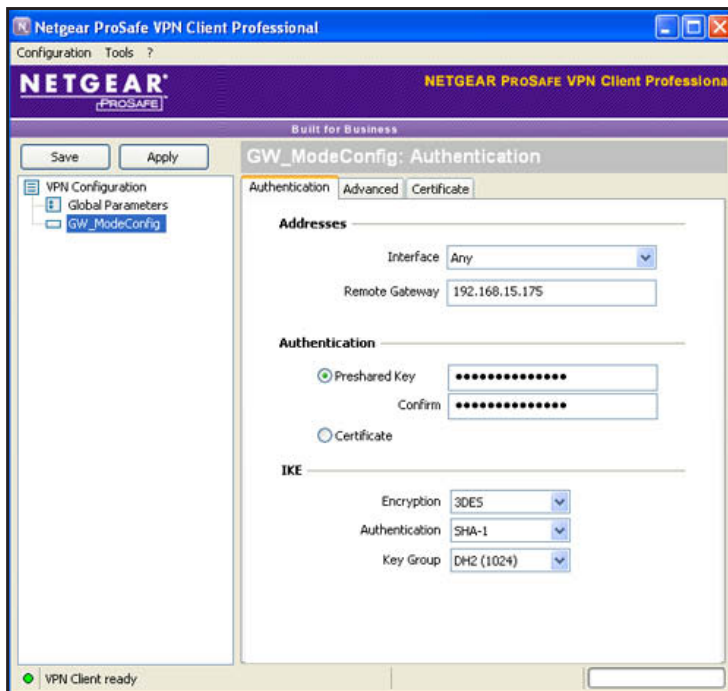 Netgear ProSafe VPN Client Professional
Configuration Tools ?
NETGEAR®
PROSAFE
NETGEAR PROSAFE VPN Client Professiona
Built for Business
Save
Apply
GW_ModeConfig: Authentication
VPN Configuration
Global Parameters
GW_ModeConfig
Authentication
Advanced
Certificate
Addresses
Interface Any
Remote Gateway 192.168.15.175
Authentication
Preshared Key ••••••••••••••
Confirm ••••••••••••••
Certificate
IKE
Encryption 3DES
Authentication SHA-1
Key Group DH2 (1024)
VPN Client ready